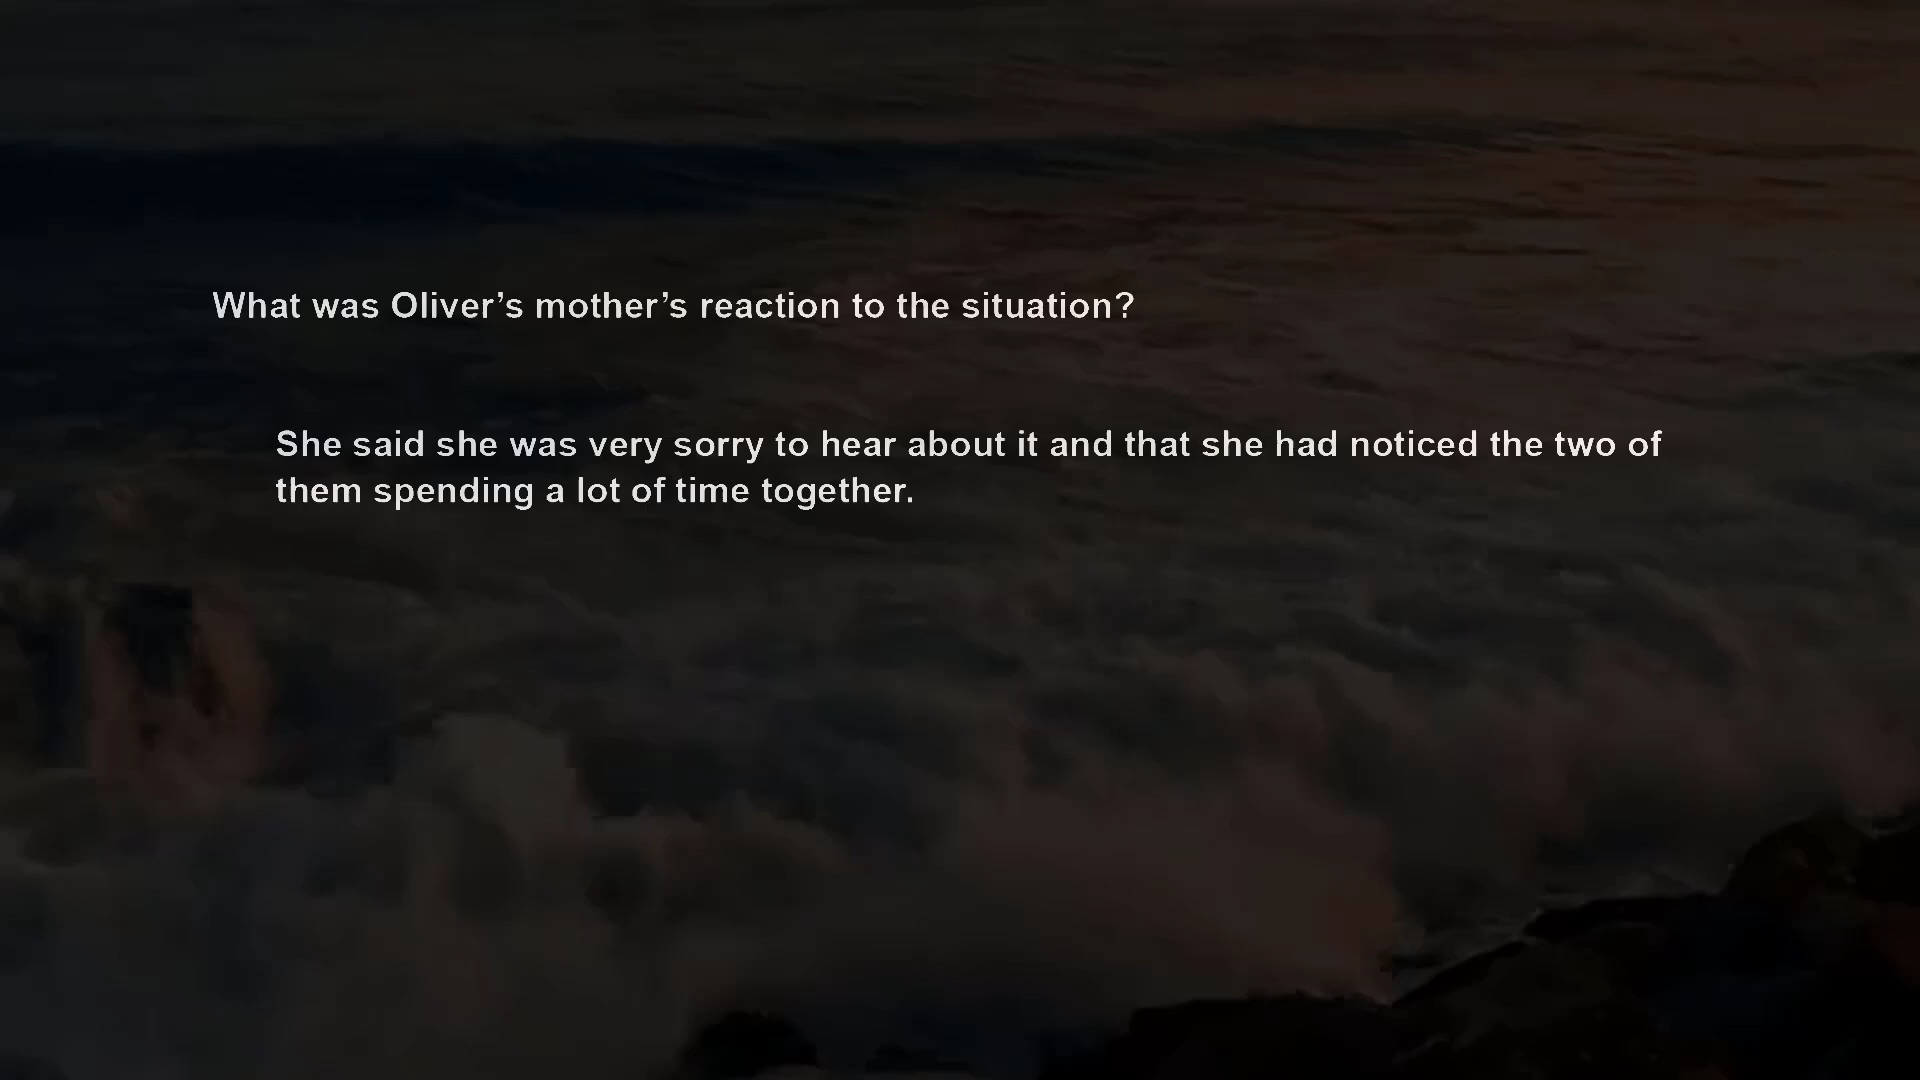 What was Oliver’s mother’s reaction to the situation?
She said she was very sorry to hear about it and that she had noticed the two of
them spending a lot of time together.